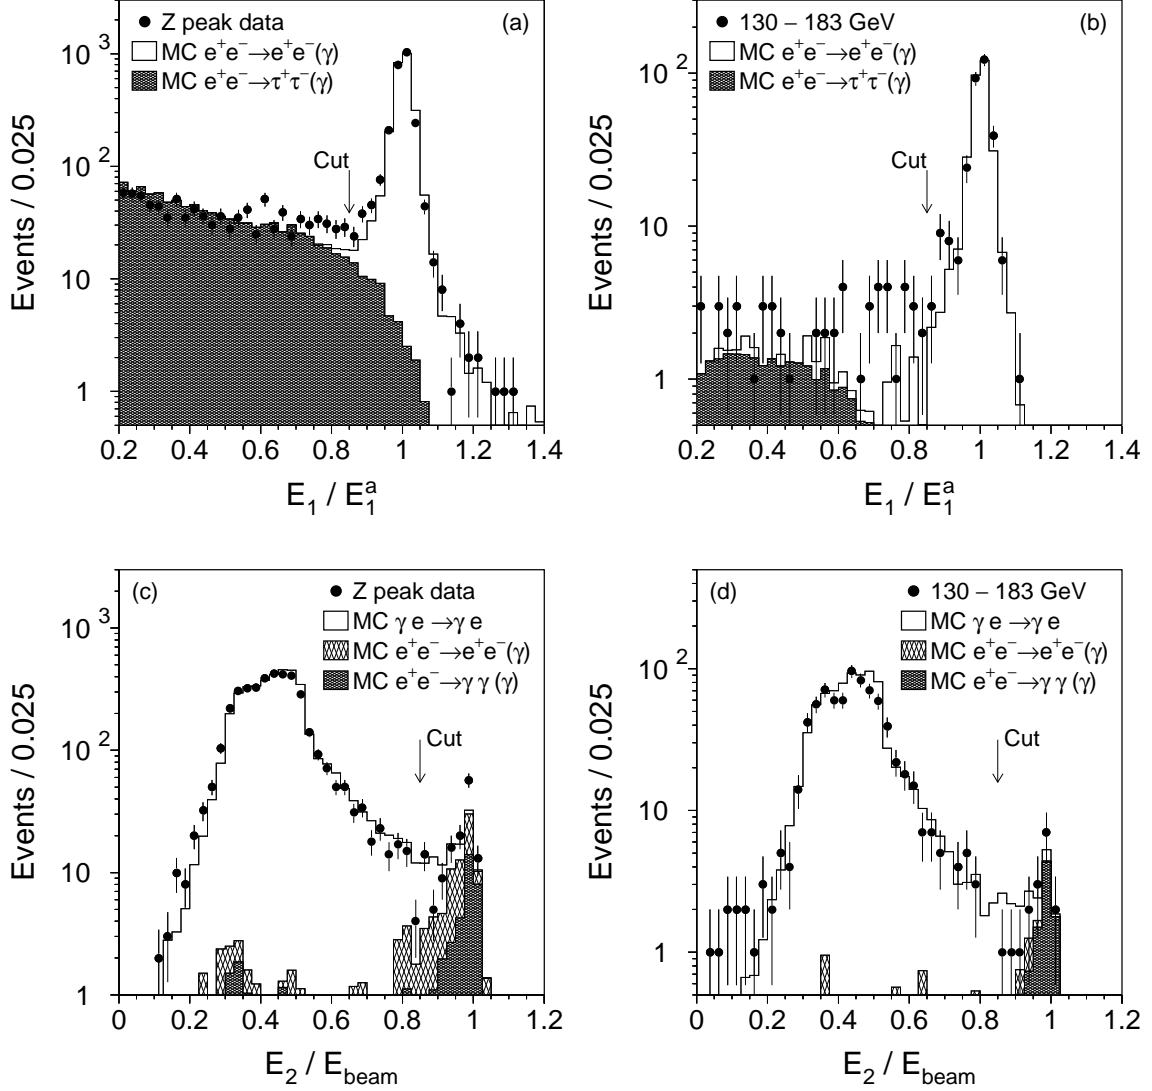 (a)
Z peak data
MC e⁺e⁻→e⁺e⁻(γ)
MC e⁺e⁻→τ⁺τ⁻(γ)
Cut
Events / 0.025
10³
10²
10
1
0.2 0.4 0.6 0.8 1 1.2 1.4
E₁ / E₁ᵃ
(b)
130 – 183 GeV
MC e⁺e⁻→e⁺e⁻(γ)
MC e⁺e⁻→τ⁺τ⁻(γ)
Cut
Events / 0.025
10²
10
1
0.2 0.4 0.6 0.8 1 1.2 1.4
E₁ / E₁ᵃ
(c)
Z peak data
MC γ e →γ e
MC e⁺e⁻→e⁺e⁻(γ)
MC e⁺e⁻→γ γ (γ)
Cut
Events / 0.025
10³
10²
10
1
0 0.2 0.4 0.6 0.8 1 1.2
E₂ / E_beam
(d)
130 – 183 GeV
MC γ e →γ e
MC e⁺e⁻→e⁺e⁻(γ)
MC e⁺e⁻→γ γ (γ)
Cut
Events / 0.025
10²
10
1
0 0.2 0.4 0.6 0.8 1 1.2
E₂ / E_beam